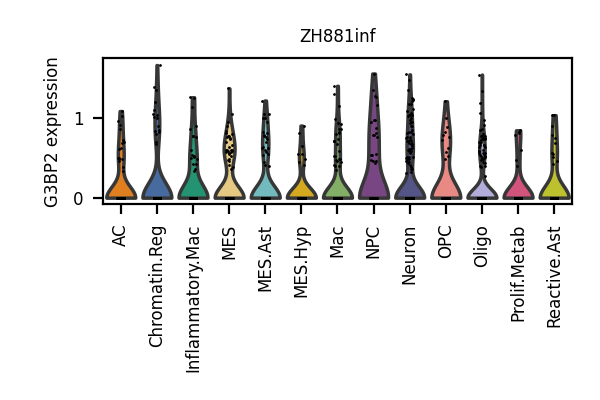 ZH881inf
G3BP2 expression
1
0
AC
Chromatin.Reg
Inflammatory.Mac
MES
MES.Ast
MES.Hyp
Mac
NPC
Neuron
OPC
Oligo
Prolif.Metab
Reactive.Ast